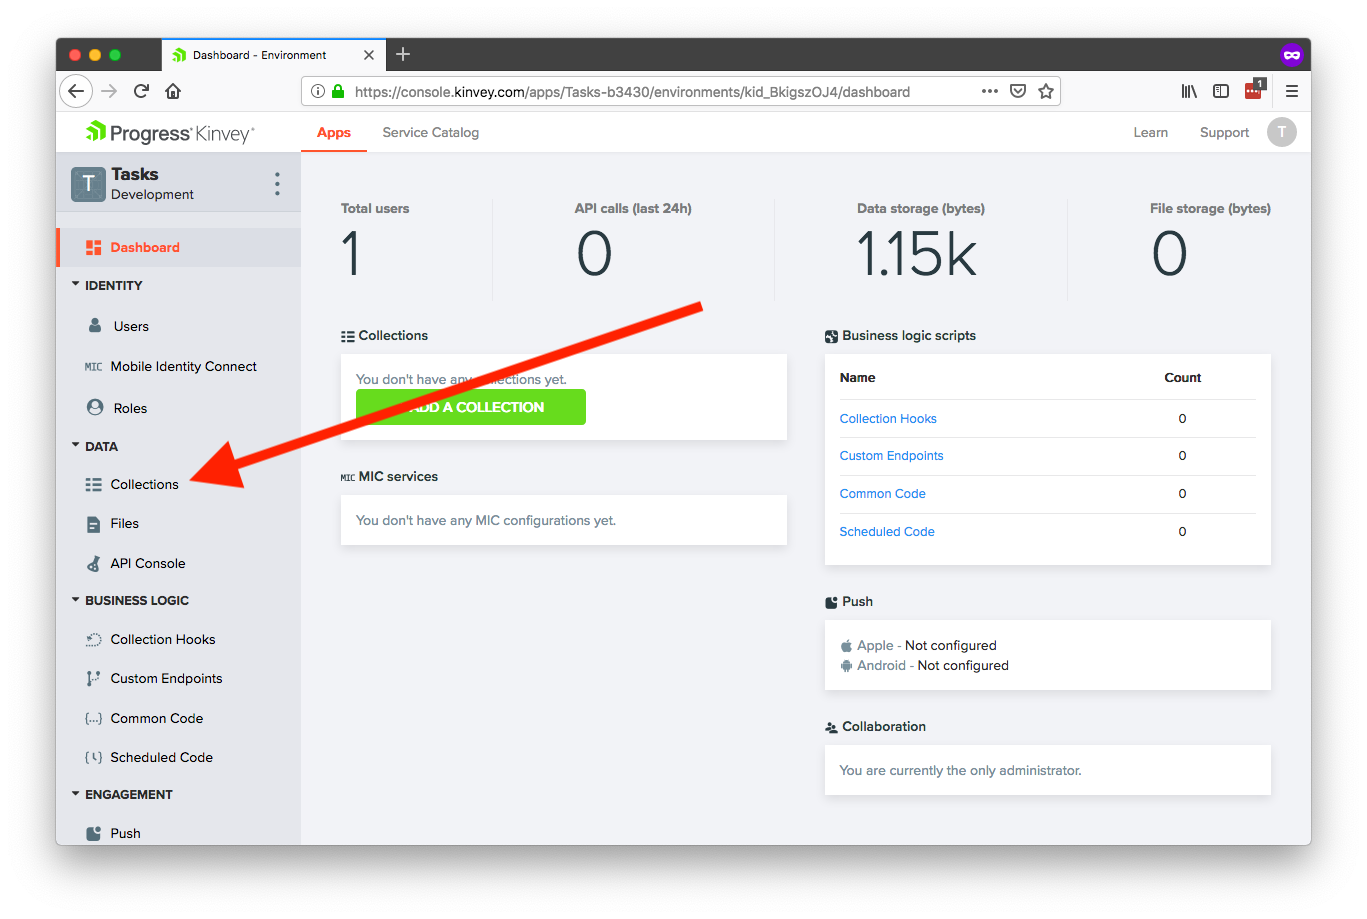 Dashboard - Environment
https://console.kinvey.com/apps/Tasks-b3430/environments/kid_BkigszOJ4/dashboard
1
Progress Kinvey
Apps
Service Catalog
Learn
Support
T
T
Tasks
Development
Dashboard
IDENTITY
Users
MIC Mobile Identity Connect
Roles
DATA
Collections
Files
API Console
BUSINESS LOGIC
Collection Hooks
Custom Endpoints
{...} Common Code
Scheduled Code
ENGAGEMENT
Push
Total users
1
API calls (last 24h)
0
Data storage (bytes)
1.15k
File storage (bytes)
0
Collections
You don't have any collections yet.
ADD A COLLECTION
MIC MIC services
You don't have any MIC configurations yet.
Business logic scripts
Name Count
Collection Hooks 0
Custom Endpoints 0
Common Code 0
Scheduled Code 0
Push
Apple - Not configured
Android - Not configured
Collaboration
You are currently the only administrator.